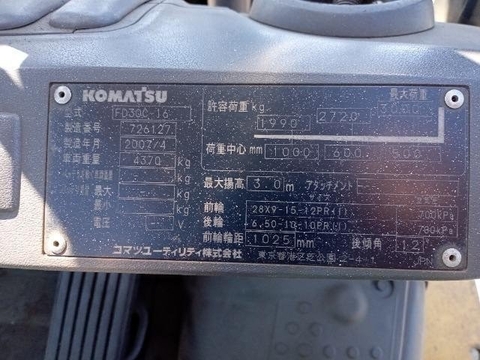 KOMATSU
型式 FD30C-16
製造番号 726127
製造年月 2007/4
車両重量 4370 kg
最大 - kg
最小 - kg
電圧 - V
コマツユーティリティ株式会社
最大荷重
許容荷重 kg 1990 2720
荷重中心 mm 1000 600
最大揚高 3.0 m アタッチメント
サイズ
前輪 28X9-15-12PR(I) 700kPa
後輪 6.50-10-10PR(I) 780kPa
前輪輪距 1025 mm 後傾角 12